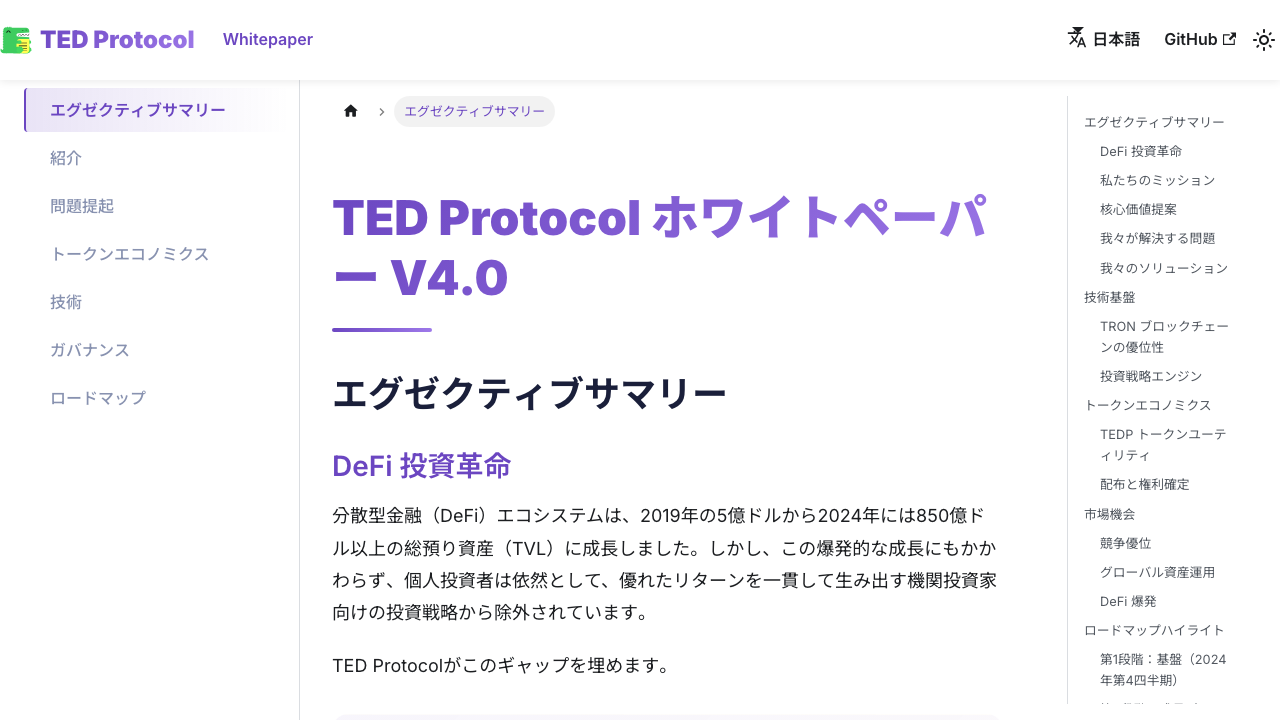 TED Protocol
Whitepaper
日本語
GitHub
エグゼクティブサマリー
紹介
問題提起
トークンエコノミクス
技術
ガバナンス
ロードマップ
エグゼクティブサマリー
TED Protocol ホワイトペーパ
ー V4.0
エグゼクティブサマリー
DeFi 投資革命
分散型金融（DeFi）エコシステムは、2019年の5億ドルから2024年には850億ド
ル以上の総預り資産（TVL）に成長しました。しかし、この爆発的な成長にもかか
わらず、個人投資者は依然として、優れたリターンを一貫して生み出す機関投資家
向けの投資戦略から除外されています。
TED Protocolがこのギャップを埋めます。
エグゼクティブサマリー
DeFi 投資革命
私たちのミッション
核心価値提案
我々が解決する問題
我々のソリューション
技術基盤
TRON ブロックチェー
ンの優位性
投資戦略エンジン
トークンエコノミクス
TEDP トークンユーテ
ィリティ
配布と権利確定
市場機会
競争優位
グローバル資産運用
DeFi 爆発
ロードマップハイライト
第1段階：基盤（2024
年第4四半期）